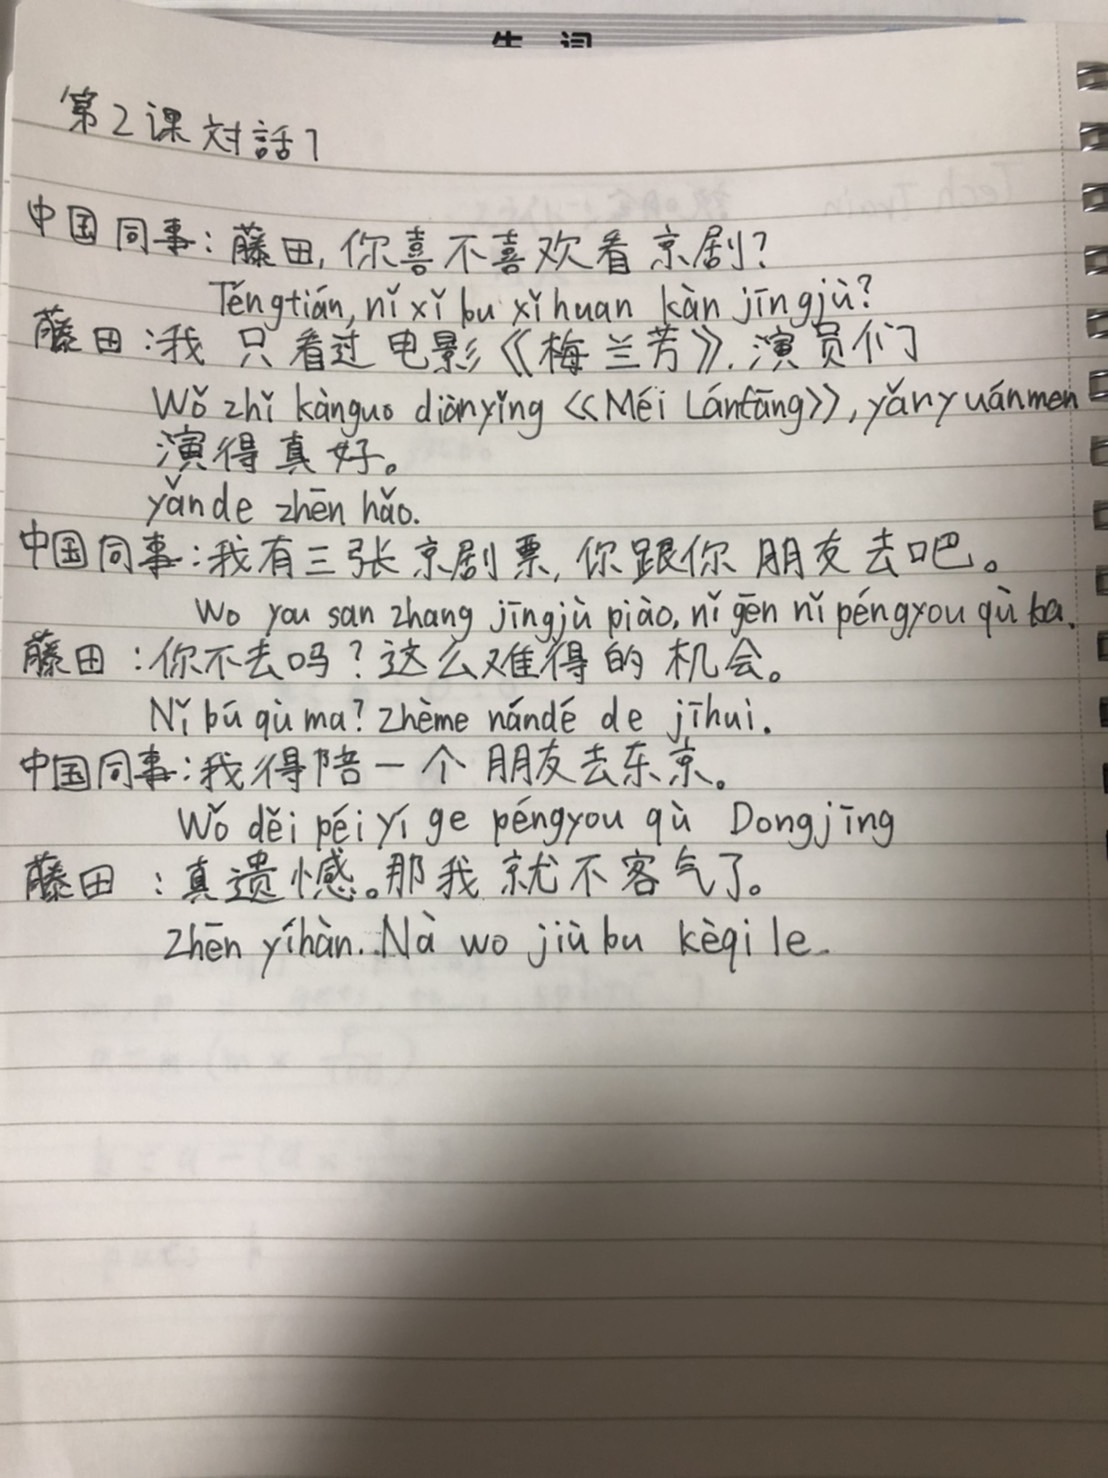 生词
第2课対話1
中国同事：藤田，你喜不喜欢看京剧？
Téngtián, nǐ xǐ bu xǐhuan kàn jīngjù?
藤田：我只看过电影《梅兰芳》，演员们
Wǒ zhǐ kànguo diànyǐng 《Méi Lánfāng》, yǎnyuánmen
演得真好。
yǎnde zhēn hǎo.
中国同事：我有三张京剧票，你跟你朋友去吧。
Wo you san zhang jīngjù piào, nǐ gēn nǐ péngyou qù ba.
藤田：你不去吗？这么难得的机会。
Nǐ bú qù ma? Zhème nándé de jīhui.
中国同事：我得陪一个朋友去东京。
Wǒ děi péi yí ge péngyou qù Dongjīng
藤田：真遗憾。那我就不客气了。
Zhēn yíhàn. Nà wo jiù bu kèqi le.